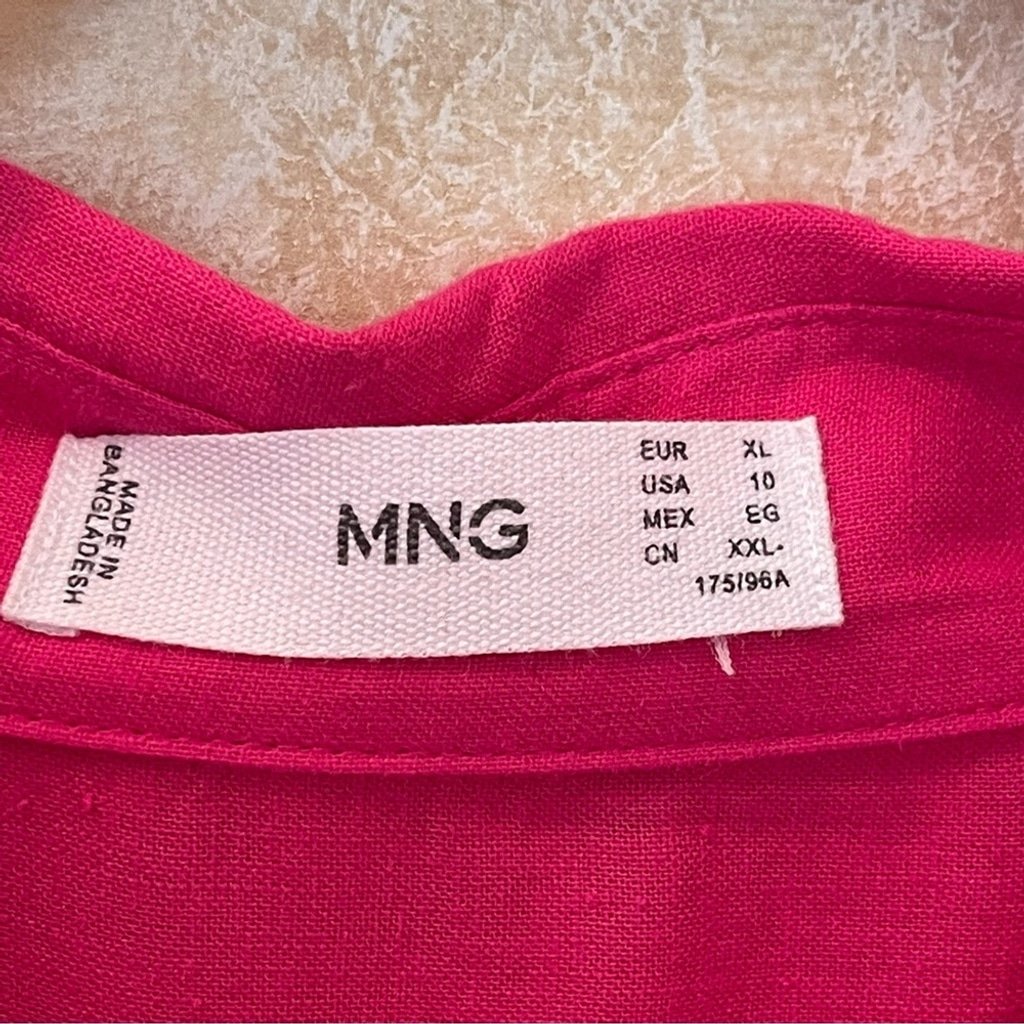 MADE IN
BANGLADESH
MNG
EUR XL
USA 10
MEX EG
CN XXL-
175/96A